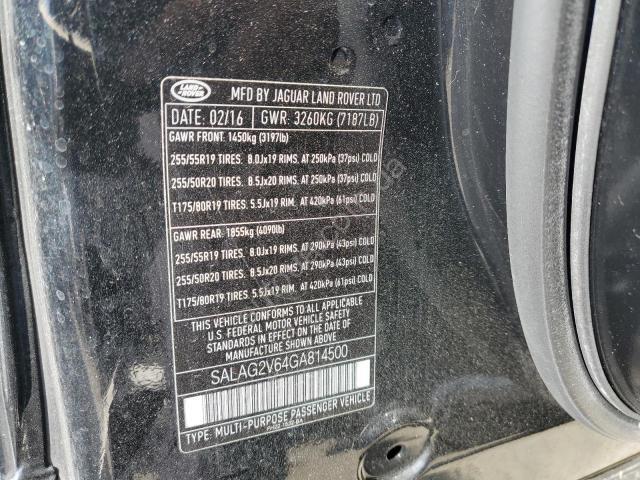 LAND ROVER
MFD BY JAGUAR LAND ROVER LTD
DATE: 02/16 GWR: 3260KG (7187LB)
GAWR FRONT: 1450kg (3197lb)
255/55R19 TIRES. 8.0Jx19 RIMS. AT 250kPa (37psi) COLD
255/50R20 TIRES. 8.5Jx20 RIMS. AT 250kPa (37psi) COLD
T175/80R19 TIRES. 5.5Jx19 RIM. AT 420kPa (61psi) COLD
GAWR REAR: 1855kg (4090lb)
255/55R19 TIRES. 8.0Jx19 RIMS. AT 290kPa (43psi) COLD
255/50R20 TIRES. 8.5Jx20 RIMS. AT 290kPa (43psi) COLD
T175/80R19 TIRES. 5.5Jx19 RIM. AT 420kPa (61psi) COLD
THIS VEHICLE CONFORMS TO ALL APPLICABLE
U.S. FEDERAL MOTOR VEHICLE SAFETY
STANDARDS IN EFFECT ON THE DATE OF
MANUFACTURE SHOWN ABOVE.
SALAG2V64GA814500
TYPE: MULTI-PURPOSE PASSENGER VEHICLE